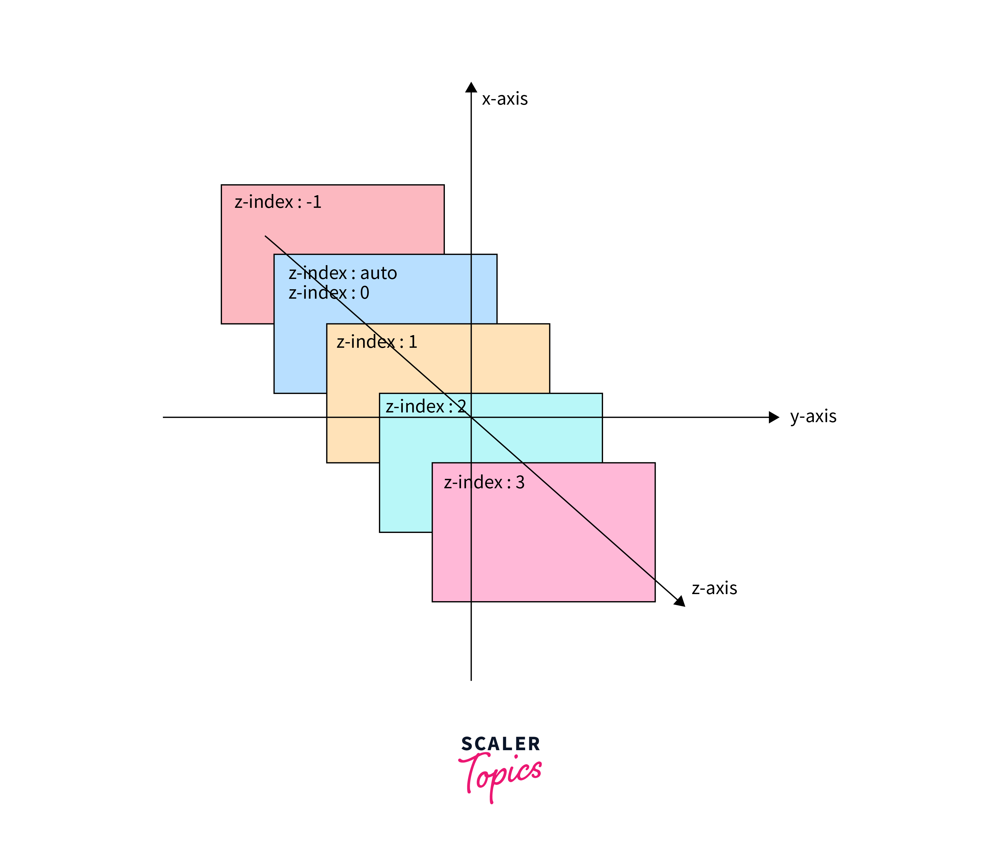 x-axis
z-index : -1
z-index : auto
z-index : 0
z-index : 1
z-index : 2
y-axis
z-index : 3
z-axis
SCALER
Topics